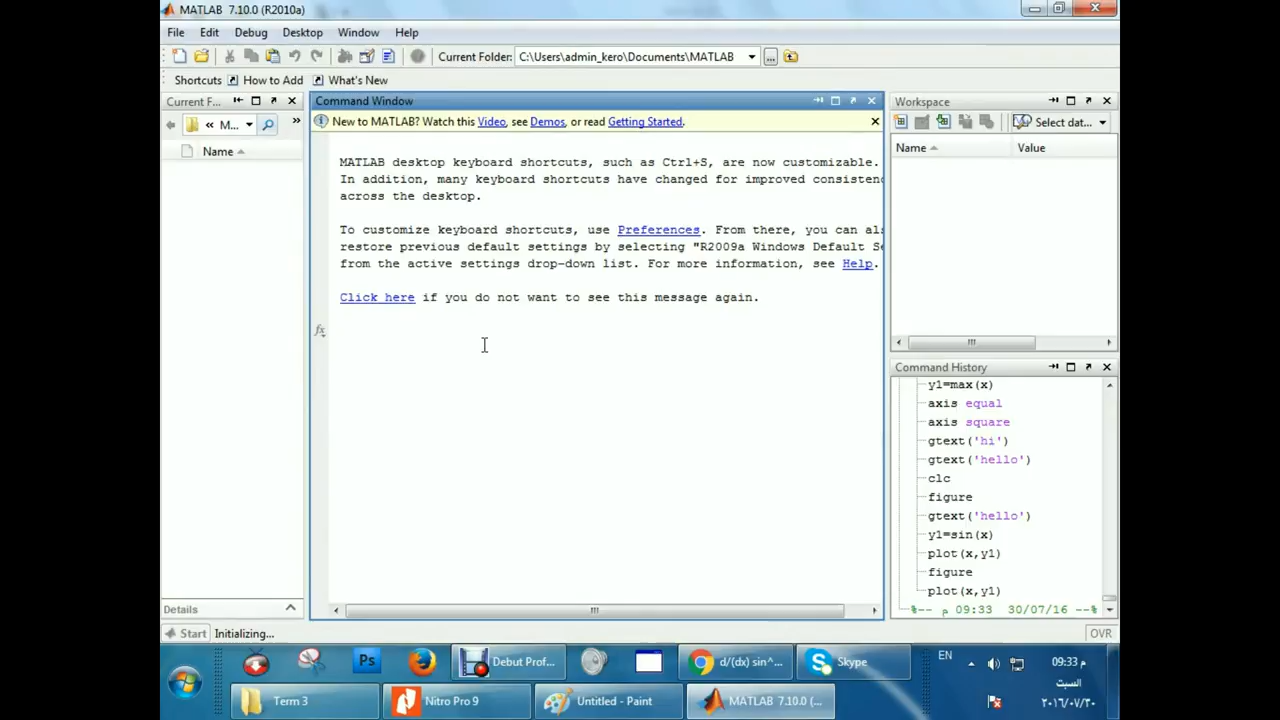 MATLAB 7.10.0 (R2010a)
File Edit Debug Desktop Window Help
Current Folder: C:\Users\admin_kero\Documents\MATLAB
Shortcuts How to Add What's New
Current F...
« M...
Name
Command Window
New to MATLAB? Watch this Video, see Demos, or read Getting Started.
MATLAB desktop keyboard shortcuts, such as Ctrl+S, are now customizable.
In addition, many keyboard shortcuts have changed for improved consisten
across the desktop.
To customize keyboard shortcuts, use Preferences. From there, you can al
restore previous default settings by selecting "R2009a Windows Default Se
from the active settings drop-down list. For more information, see Help.
Click here if you do not want to see this message again.
fx
Workspace
Select dat...
Name Value
Command History
y1=max(x)
axis equal
axis square
gtext('hi')
gtext('hello')
clc
figure
gtext('hello')
y1=sin(x)
plot(x,y1)
figure
plot(x,y1)
%-- م 09:33 30/07/16 --%
Details
Start Initializing...
OVR
Ps
Debut Prof...
d/(dx) sin^...
Skype
EN
م 09:33
السبت
٢٠١٦/٠٧/٣٠
Term 3
Nitro Pro 9
Untitled - Paint
MATLAB 7.10.0 (...